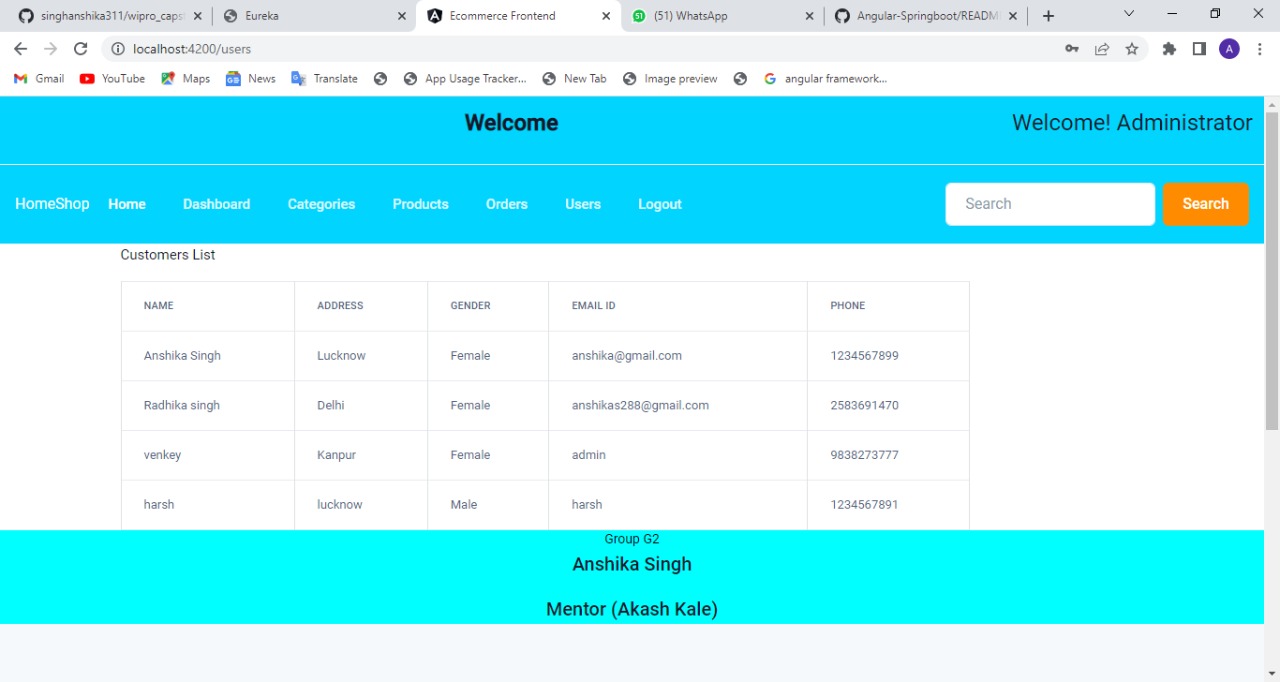 singhanshika311/wipro_caps Eureka Ecommerce Frontend (51) WhatsApp Angular-Springboot/READM
localhost:4200/users A
Gmail YouTube Maps News Translate App Usage Tracker... New Tab Image preview angular framework...
Welcome Welcome! Administrator
HomeShop Home Dashboard Categories Products Orders Users Logout Search Search
Customers List
NAME ADDRESS GENDER EMAIL ID PHONE
Anshika Singh Lucknow Female anshika@gmail.com 1234567899
Radhika singh Delhi Female anshikas288@gmail.com 2583691470
venkey Kanpur Female admin 9838273777
harsh lucknow Male harsh 1234567891
Group G2
Anshika Singh
Mentor (Akash Kale)